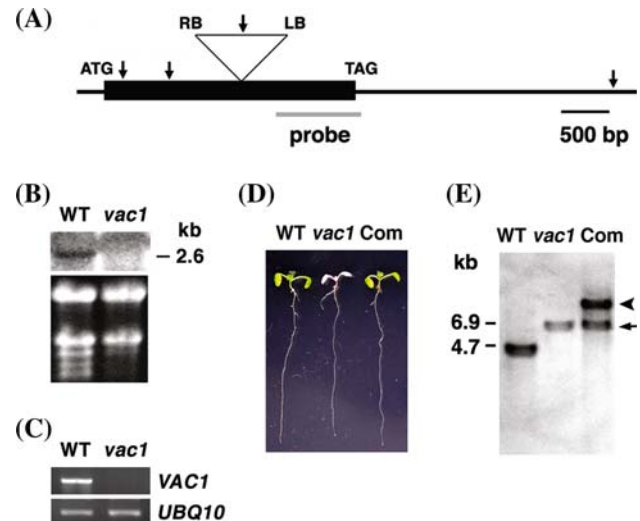 (A)
RB LB
ATG TAG
probe 500 bp
(B)
WT vac1 kb
2.6
(C)
WT vac1
VAC1
UBQ10
(D)
WT vac1 Com
(E)
WT vac1 Com
kb
6.9
4.7